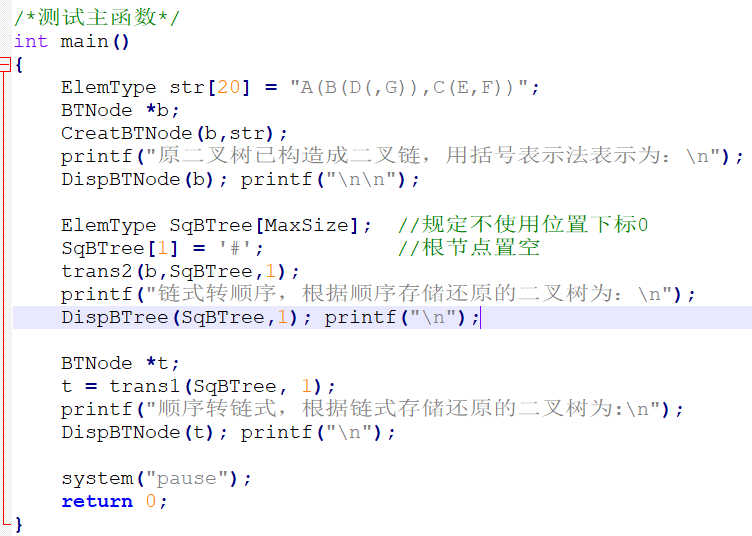 /*测试主函数*/
int main()
{
ElemType str[20] = "A(B(D(,G)),C(E,F))";
BTNode *b;
CreatBTNode(b,str);
printf("原二叉树已构造成二叉链，用括号表示法表示为：\n");
DispBTNode(b); printf("\n\n");
ElemType SqBTree[MaxSize];  //规定不使用位置下标0
SqBTree[1] = '#';           //根节点置空
trans2(b,SqBTree,1);
printf("链式转顺序，根据顺序存储还原的二叉树为：\n");
DispBTree(SqBTree,1); printf("\n");
BTNode *t;
t = trans1(SqBTree, 1);
printf("顺序转链式，根据链式存储还原的二叉树为:\n");
DispBTNode(t); printf("\n");
system("pause");
return 0;
}